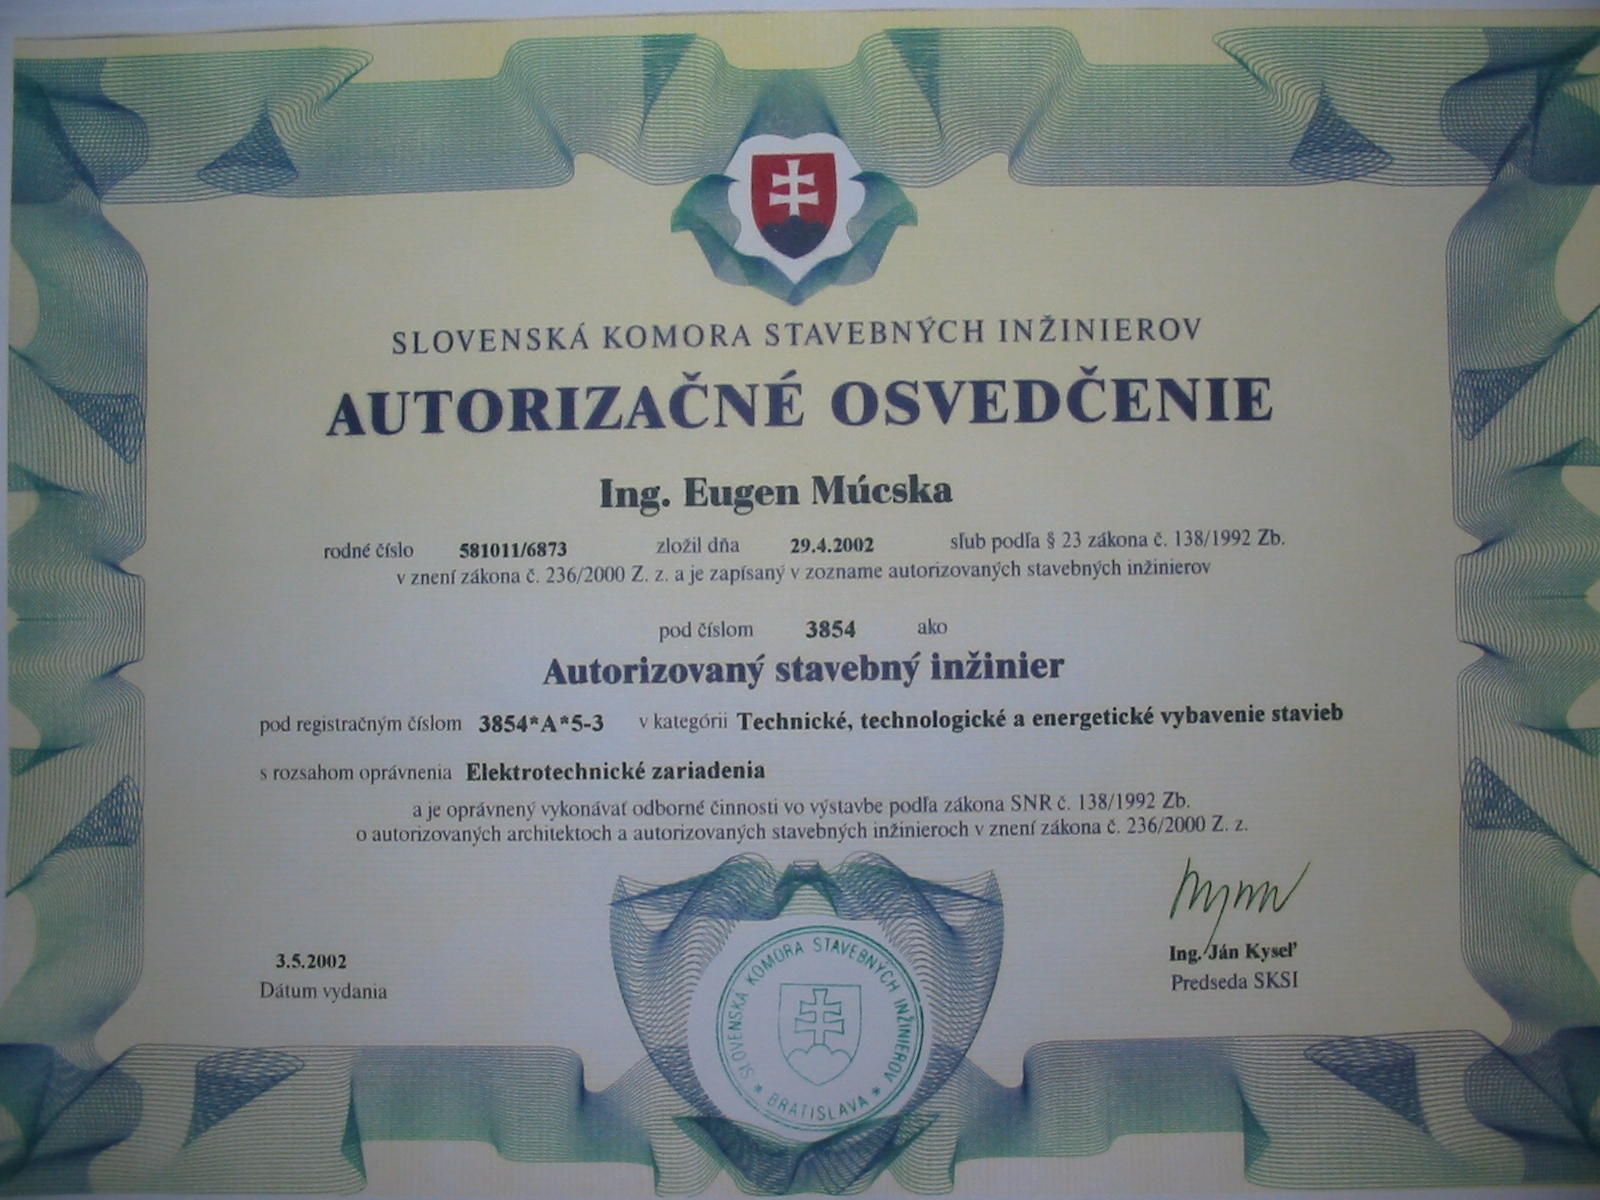 SLOVENSKÁ KOMORA STAVEBNÝCH INŽINIEROV
AUTORIZAČNÉ OSVEDČENIE
Ing. Eugen Múcska
rodné číslo 581011/6873 zložil dňa 29.4.2002 sľub podľa § 23 zákona č. 138/1992 Zb.
v znení zákona č. 236/2000 Z. z. a je zapísaný v zozname autorizovaných stavebných inžinierov
pod číslom 3854 ako
Autorizovaný stavebný inžinier
pod registračným číslom 3854*A*5-3 v kategórii Technické, technologické a energetické vybavenie stavieb
s rozsahom oprávnenia Elektrotechnické zariadenia
a je oprávnený vykonávať odborné činnosti vo výstavbe podľa zákona SNR č. 138/1992 Zb.
o autorizovaných architektoch a autorizovaných stavebných inžinieroch v znení zákona č. 236/2000 Z. z.
3.5.2002
Dátum vydania
SLOVENSKÁ KOMORA STAVEBNÝCH INŽINIEROV
* BRATISLAVA *
Ing. Ján Kyseľ
Predseda SKSI